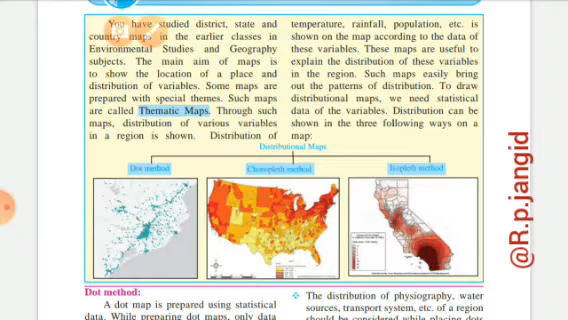 You have studied district, state and
country maps in the earlier classes in
Environmental Studies and Geography
subjects. The main aim of maps is
to show the location of a place and
distribution of variables. Some maps are
prepared with special themes. Such maps
are called Thematic Maps. Through such
maps, distribution of various variables
in a region is shown. Distribution of
temperature, rainfall, population, etc. is
shown on the map according to the data of
these variables. These maps are useful to
explain the distribution of these variables
in the region. Such maps easily bring
out the patterns of distribution. To draw
distributional maps, we need statistical
data of the variables. Distribution can be
shown in the three following ways on a
map:
Distributional Maps
Dot method
Choropleth method
Isopleth method
Dot method:
A dot map is prepared using statistical
data. While preparing dot maps, only data
❖ The distribution of physiography, water
sources, transport system, etc. of a region
should be considered while placing dots
@R.p.jangid